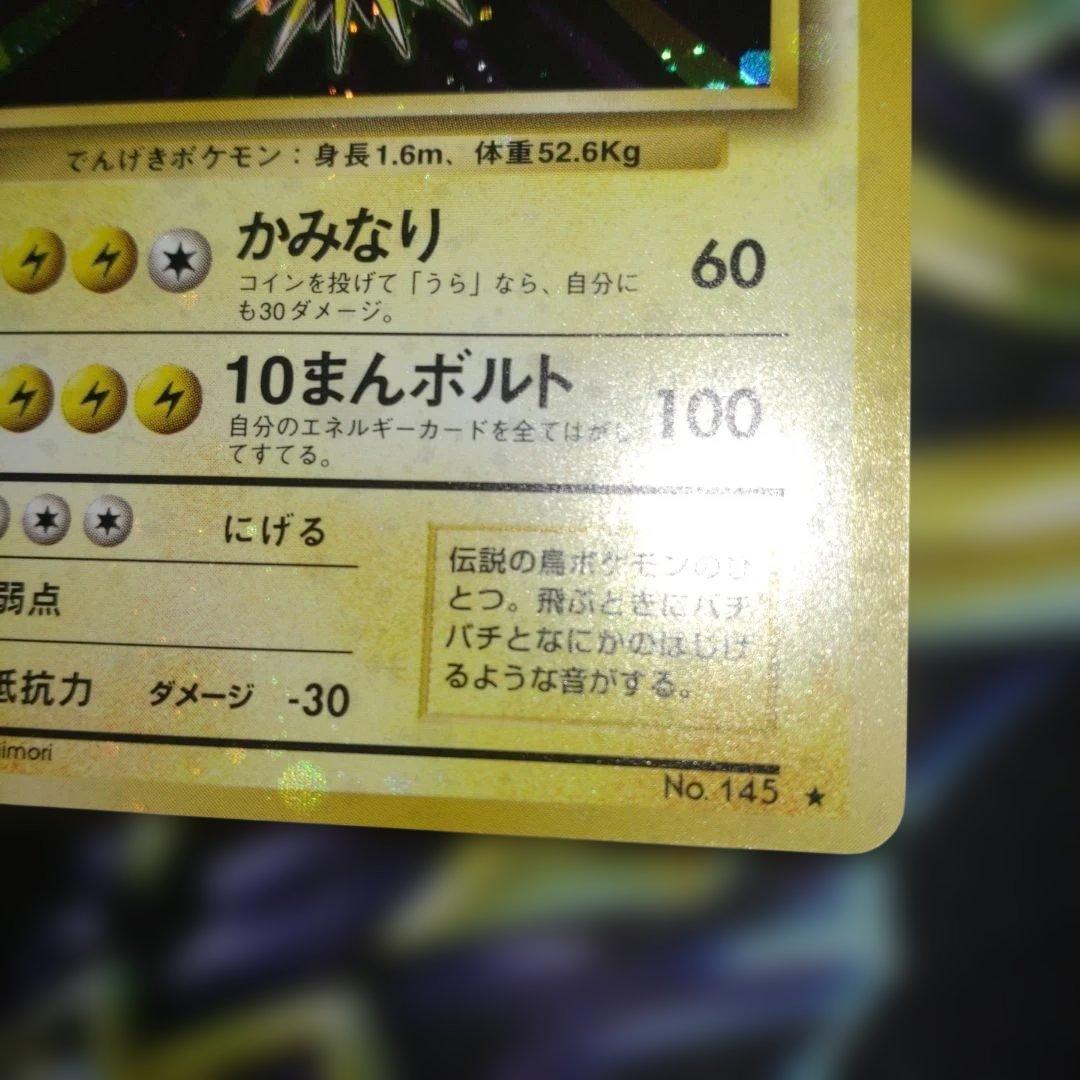 でんげきポケモン：身長1.6m、体重52.6Kg
かみなり 60
コインを投げて「うら」なら、自分に
も30ダメージ。
10まんボルト 100
自分のエネルギーカードを全てはがし
てすてる。
にげる
伝説の鳥ポケモンのひ
とつ。飛ぶときにパチ
パチとなにかのはじけ
るような音がする。
弱点
抵抗力 ダメージ -30
imori
No. 145 ★